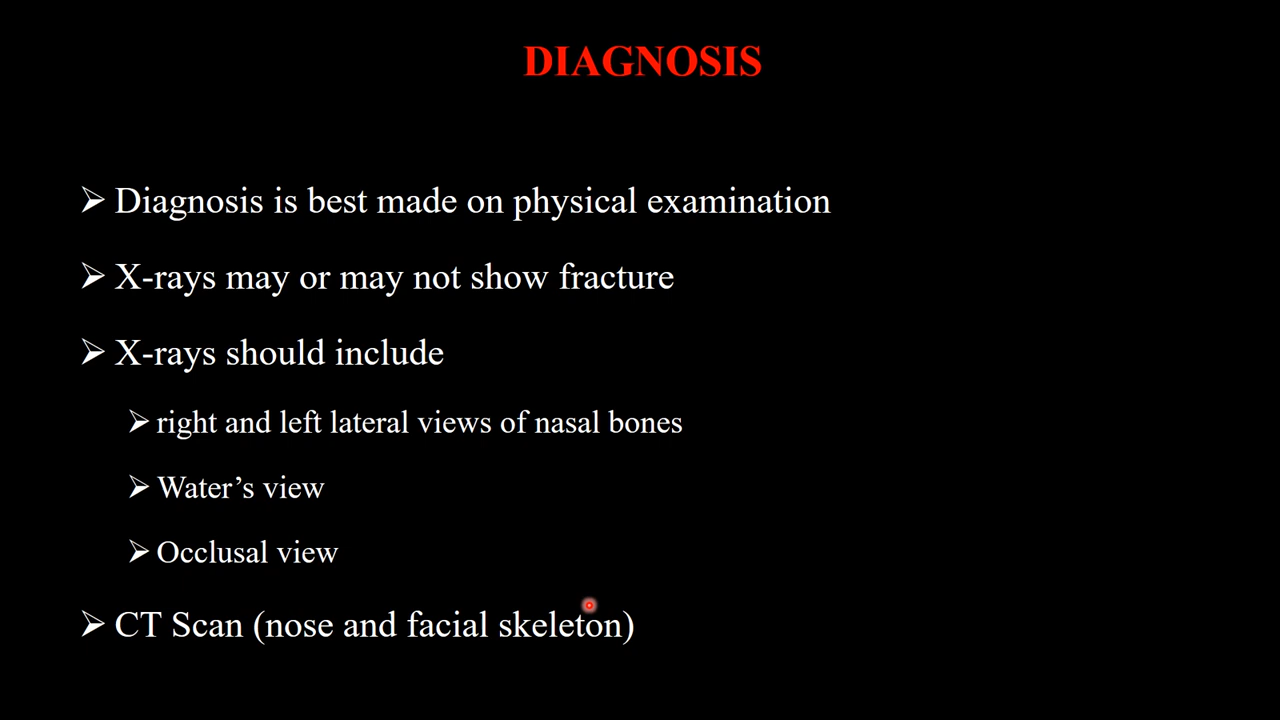 DIAGNOSIS
➢ Diagnosis is best made on physical examination
➢ X-rays may or may not show fracture
➢ X-rays should include
➢ right and left lateral views of nasal bones
➢ Water’s view
➢ Occlusal view
➢ CT Scan (nose and facial skeleton)